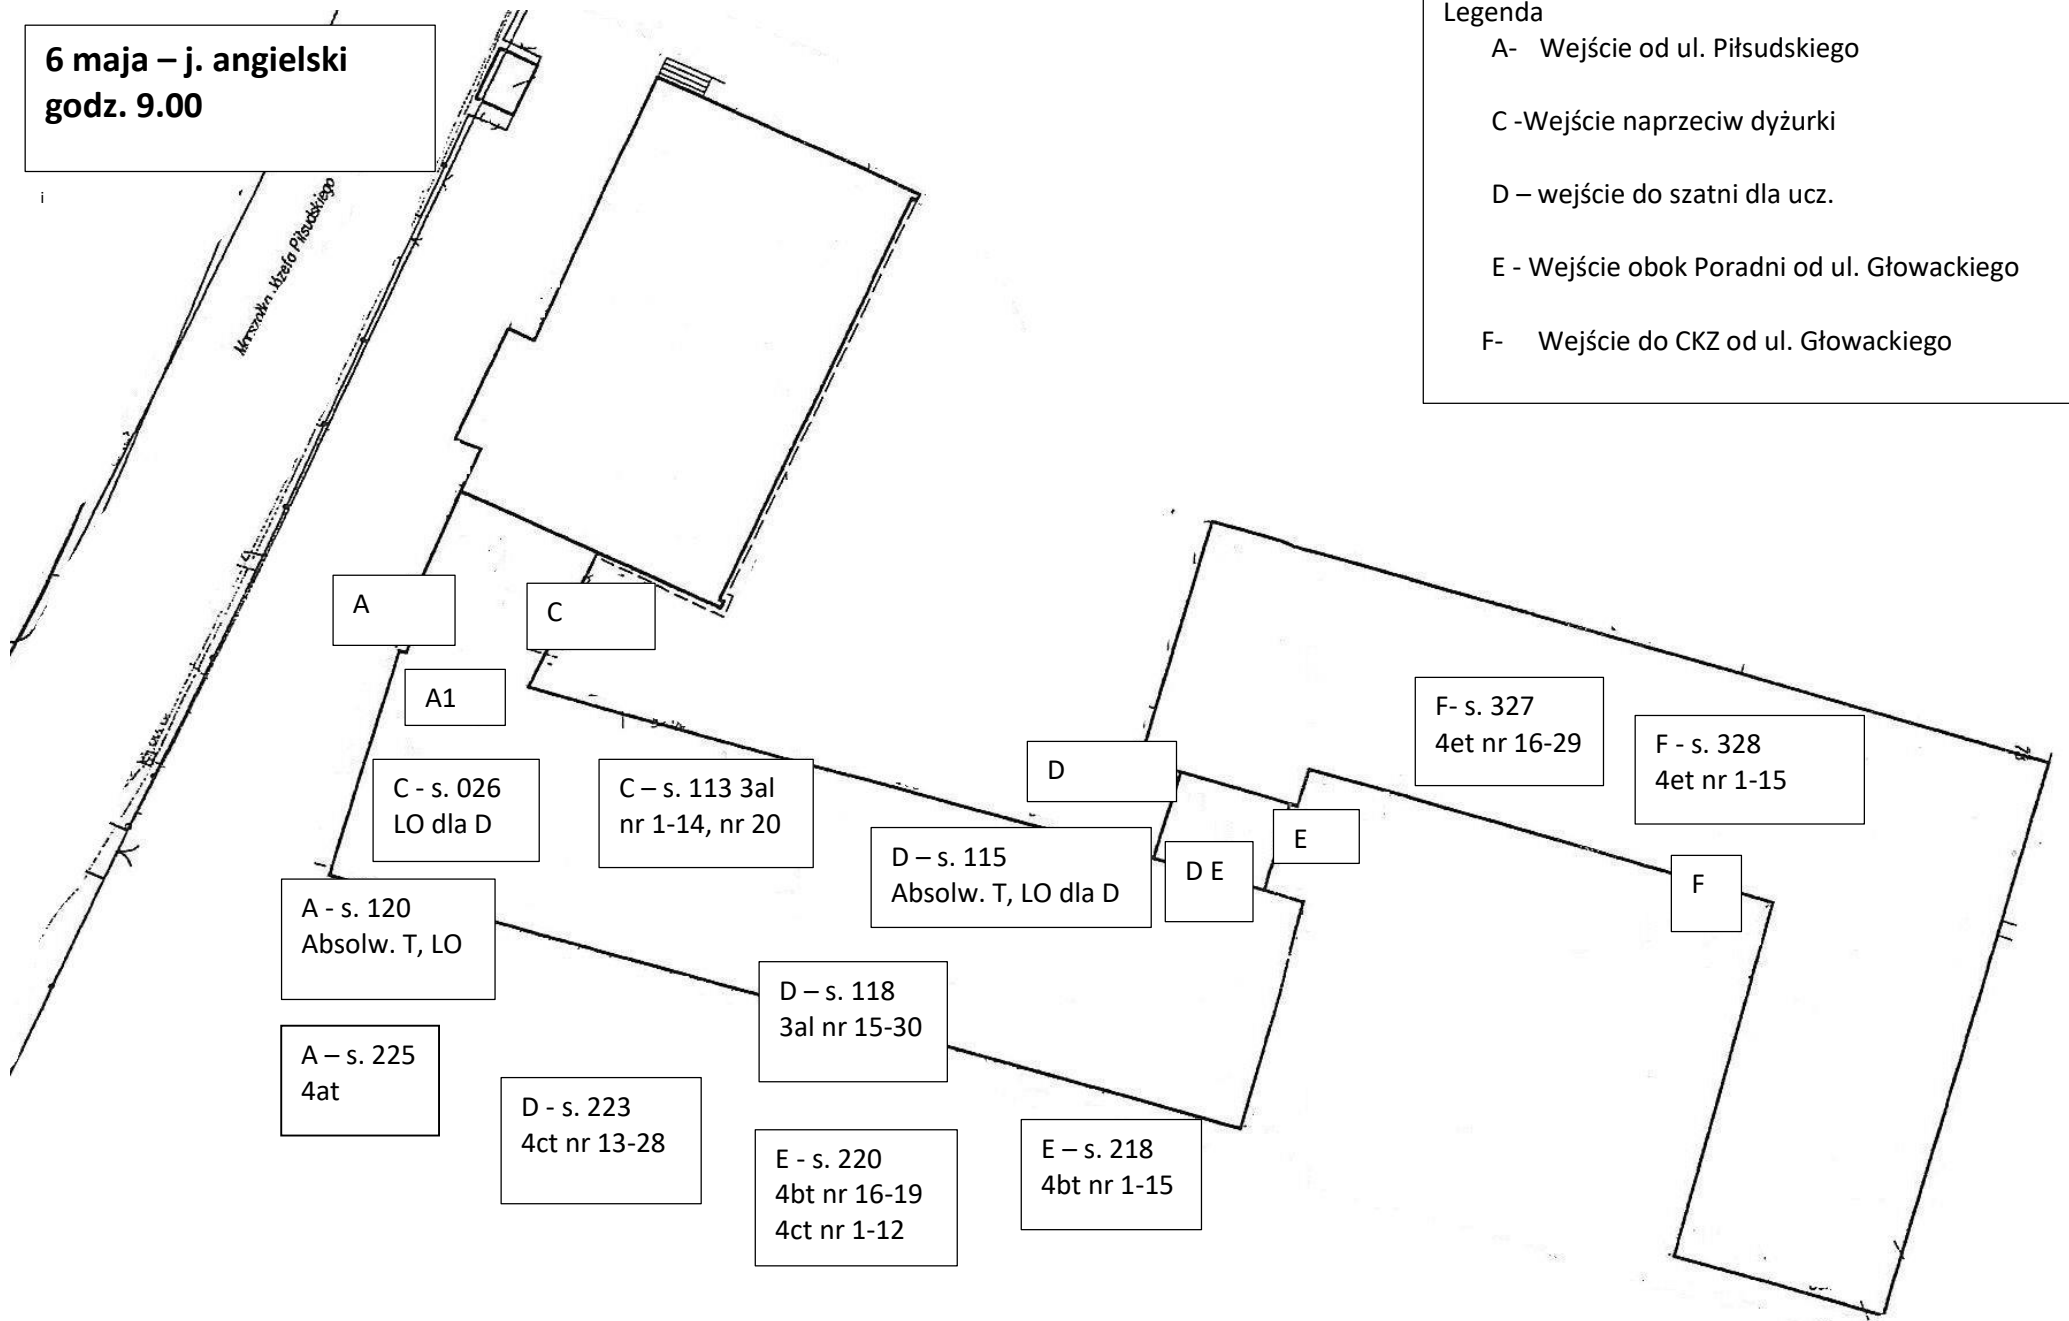 6 maja – j. angielski
godz. 9.00
i
Legenda
A- Wejście od ul. Piłsudskiego
C -Wejście naprzeciw dyżurki
D – wejście do szatni dla ucz.
E - Wejście obok Poradni od ul. Głowackiego
F- Wejście do CKZ od ul. Głowackiego
Marszałka Józefa Piłsudskiego
A
C
A1
C - s. 026
LO dla D
C – s. 113 3al
nr 1-14, nr 20
D
F- s. 327
4et nr 16-29
F - s. 328
4et nr 1-15
E
D – s. 115
Absolw. T, LO dla D
D E
F
A - s. 120
Absolw. T, LO
D – s. 118
3al nr 15-30
A – s. 225
4at
D - s. 223
4ct nr 13-28
E - s. 220
4bt nr 16-19
4ct nr 1-12
E – s. 218
4bt nr 1-15